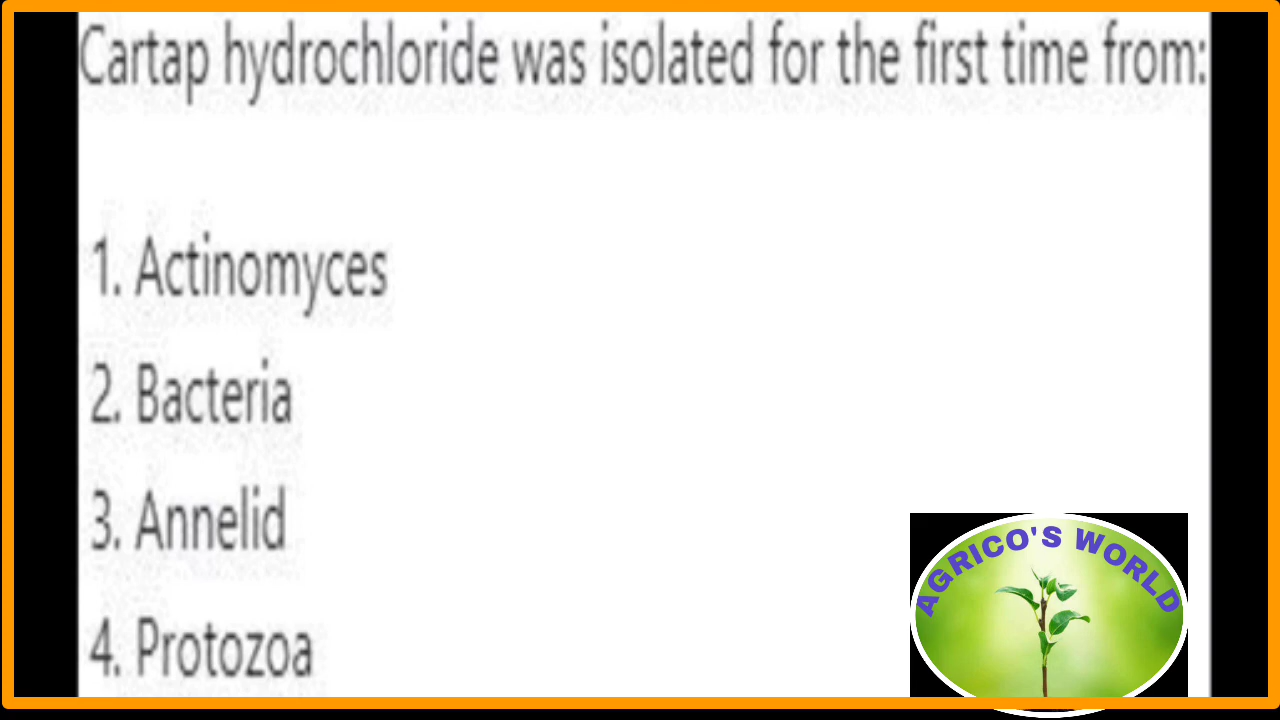 Cartap hydrochloride was isolated for the first time from:
1. Actinomyces
2. Bacteria
3. Annelid
4. Protozoa
AGRICO'S WORLD